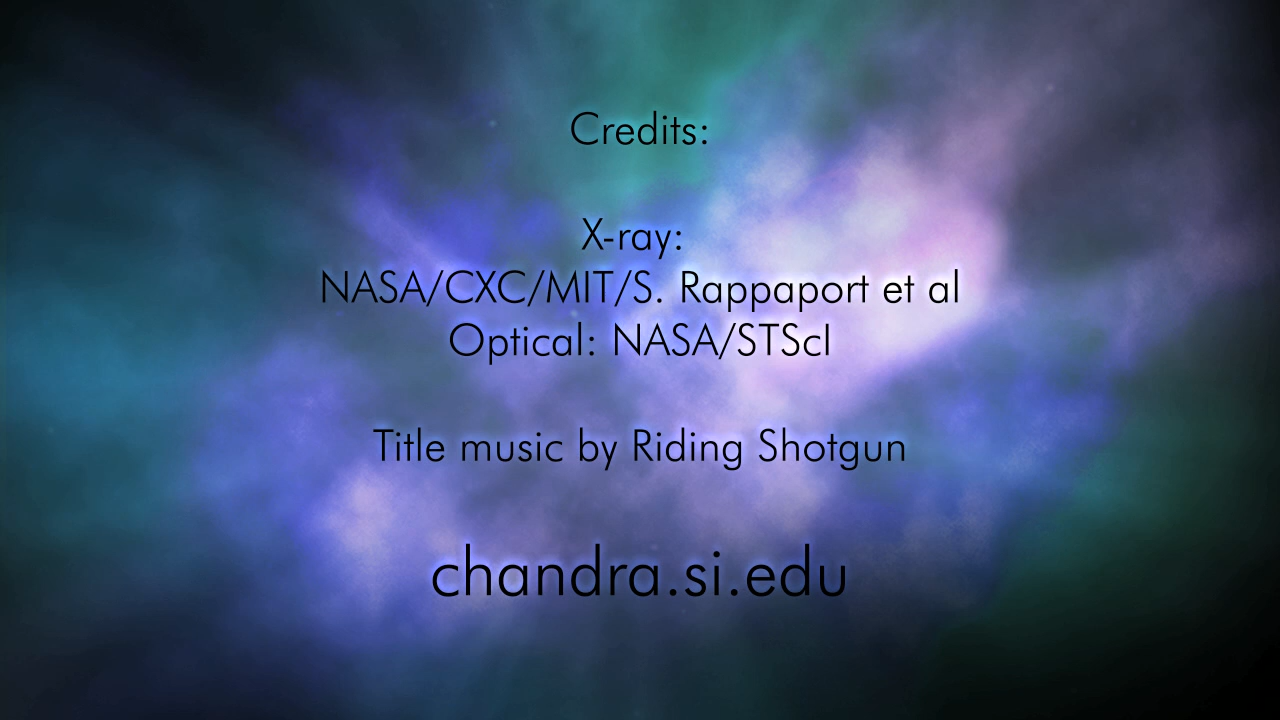 Credits:
X-ray:
NASA/CXC/MIT/S. Rappaport et al
Optical: NASA/STScI
Title music by Riding Shotgun
chandra.si.edu